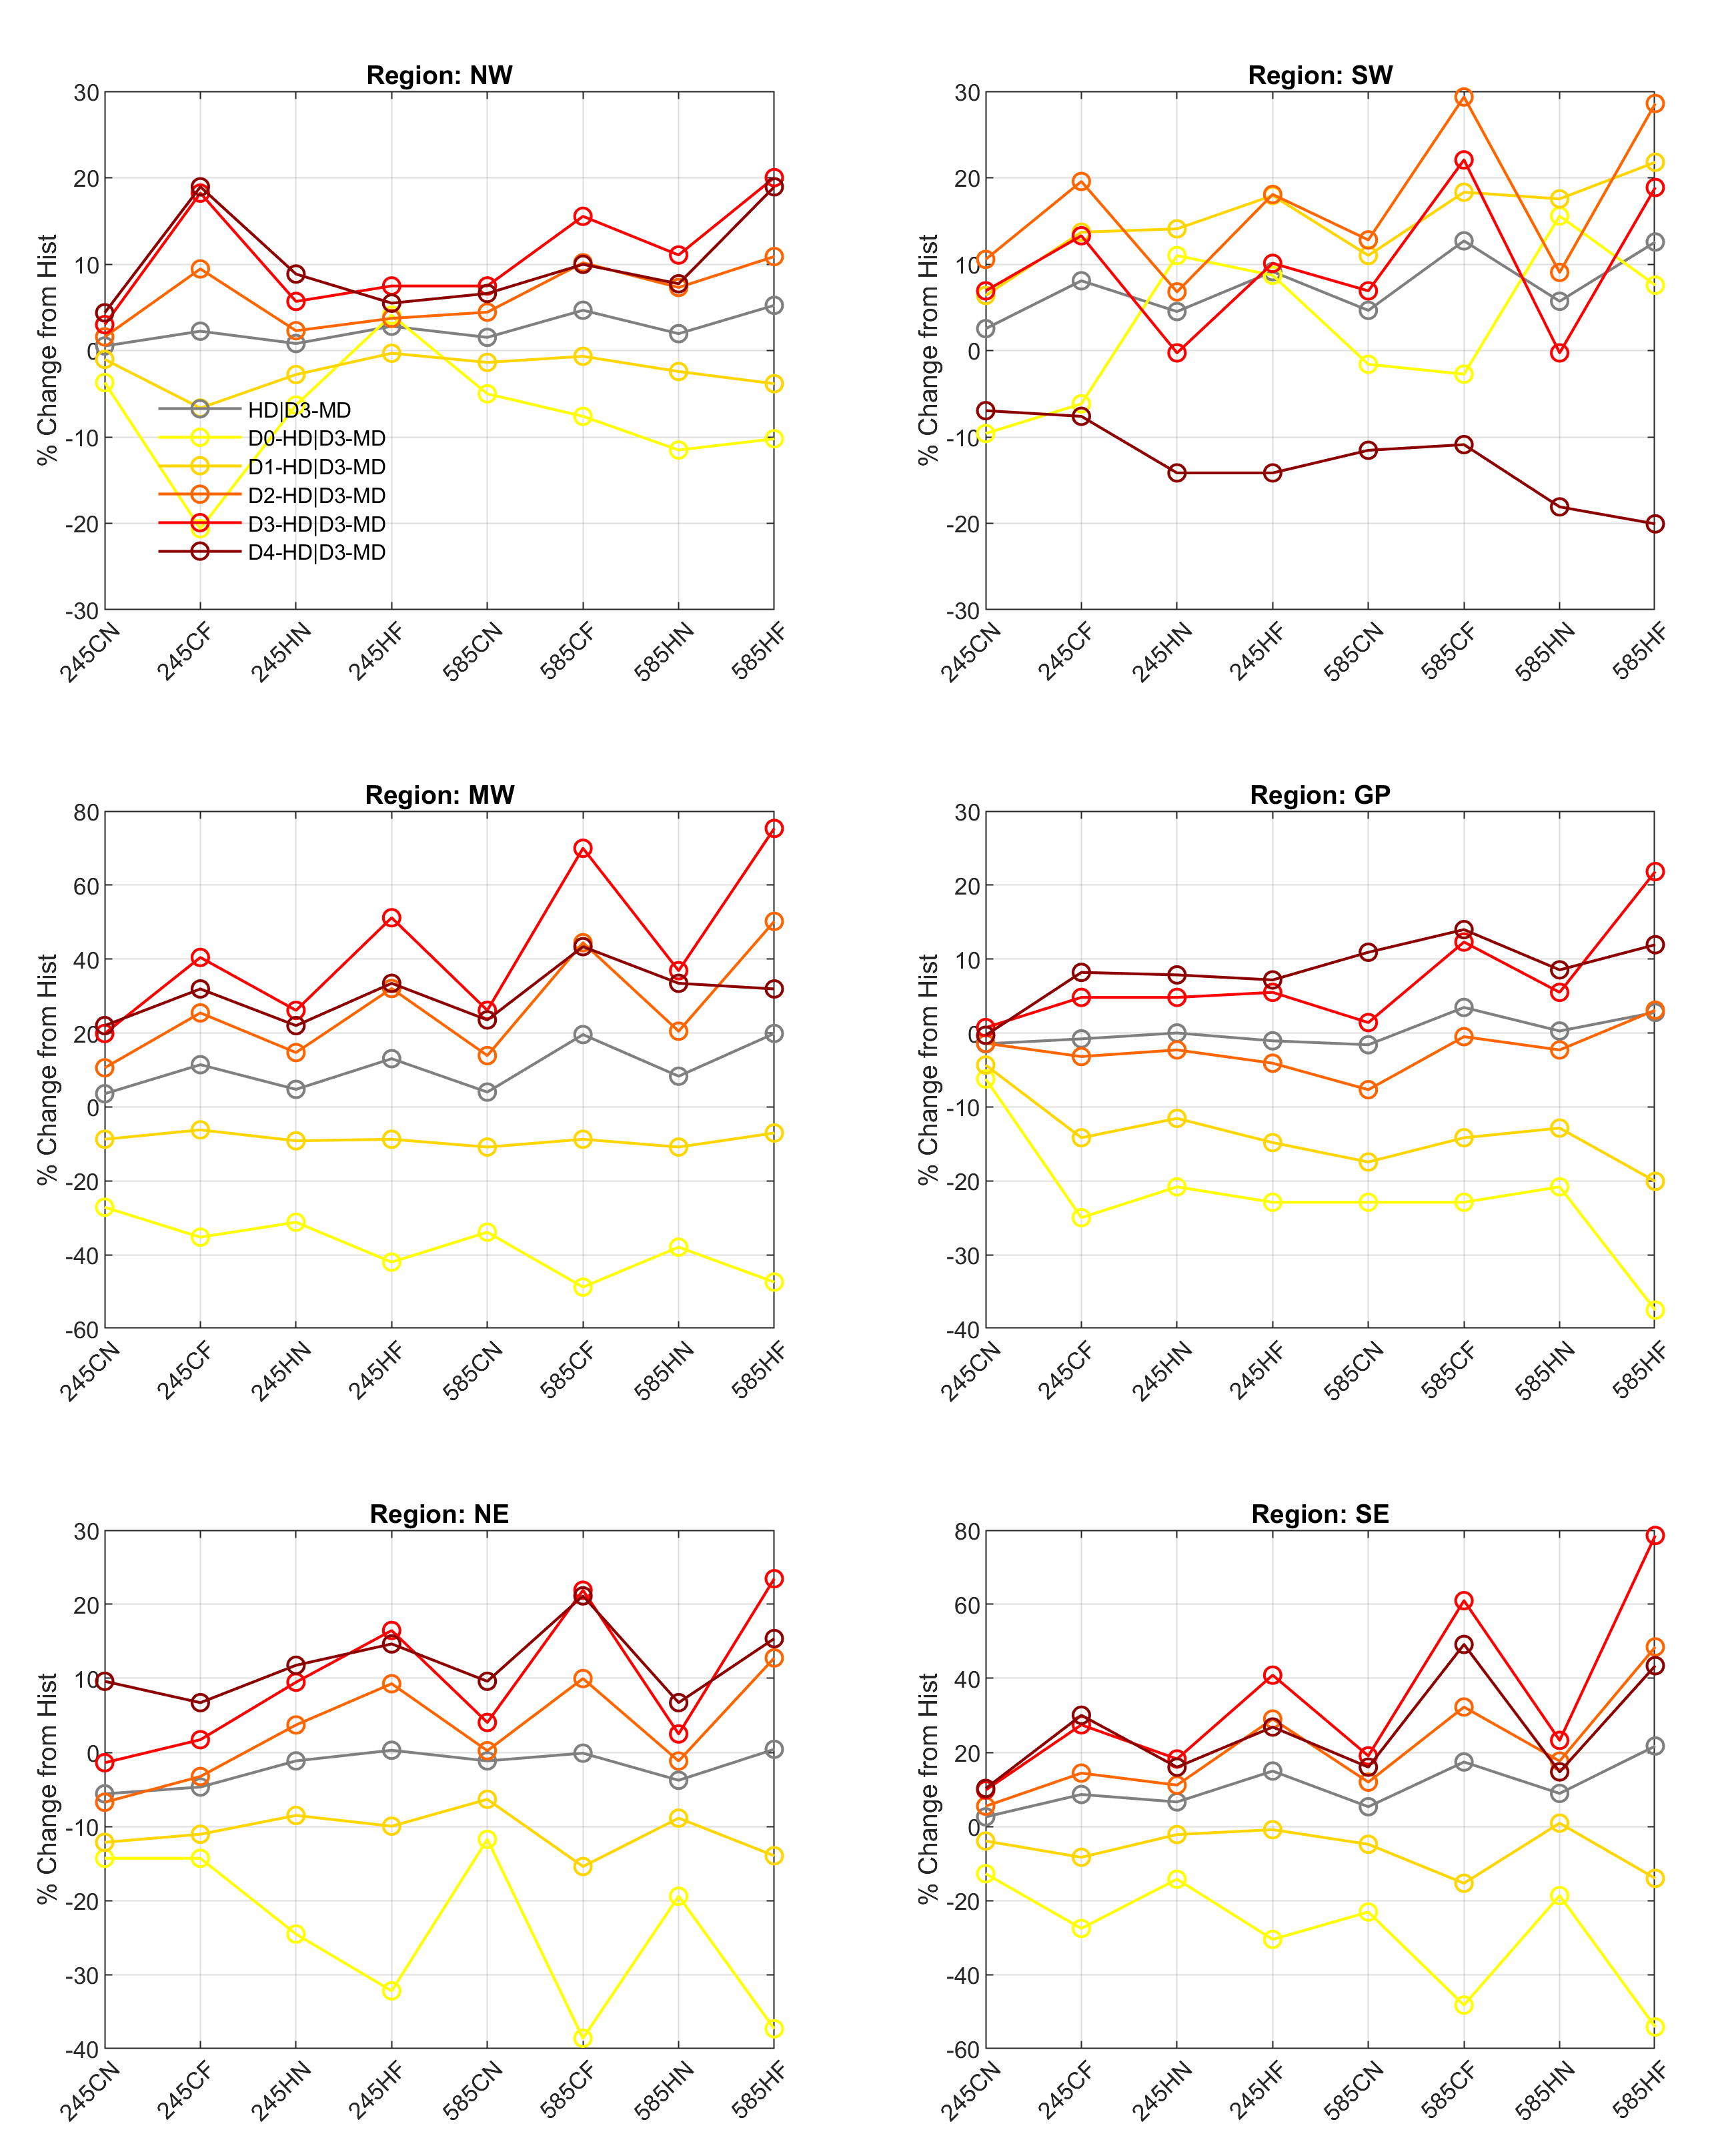 Region: NW
% Change from Hist
30
20
10
0
-10
-20
-30
HD|D3-MD
D0-HD|D3-MD
D1-HD|D3-MD
D2-HD|D3-MD
D3-HD|D3-MD
D4-HD|D3-MD
245CN 245CF 245HN 245HF 585CN 585CF 585HN 585HF
Region: SW
% Change from Hist
30
20
10
0
-10
-20
-30
245CN 245CF 245HN 245HF 585CN 585CF 585HN 585HF
Region: MW
% Change from Hist
80
60
40
20
0
-20
-40
-60
245CN 245CF 245HN 245HF 585CN 585CF 585HN 585HF
Region: GP
% Change from Hist
30
20
10
0
-10
-20
-30
-40
245CN 245CF 245HN 245HF 585CN 585CF 585HN 585HF
Region: NE
% Change from Hist
30
20
10
0
-10
-20
-30
-40
245CN 245CF 245HN 245HF 585CN 585CF 585HN 585HF
Region: SE
% Change from Hist
80
60
40
20
0
-20
-40
-60
245CN 245CF 245HN 245HF 585CN 585CF 585HN 585HF